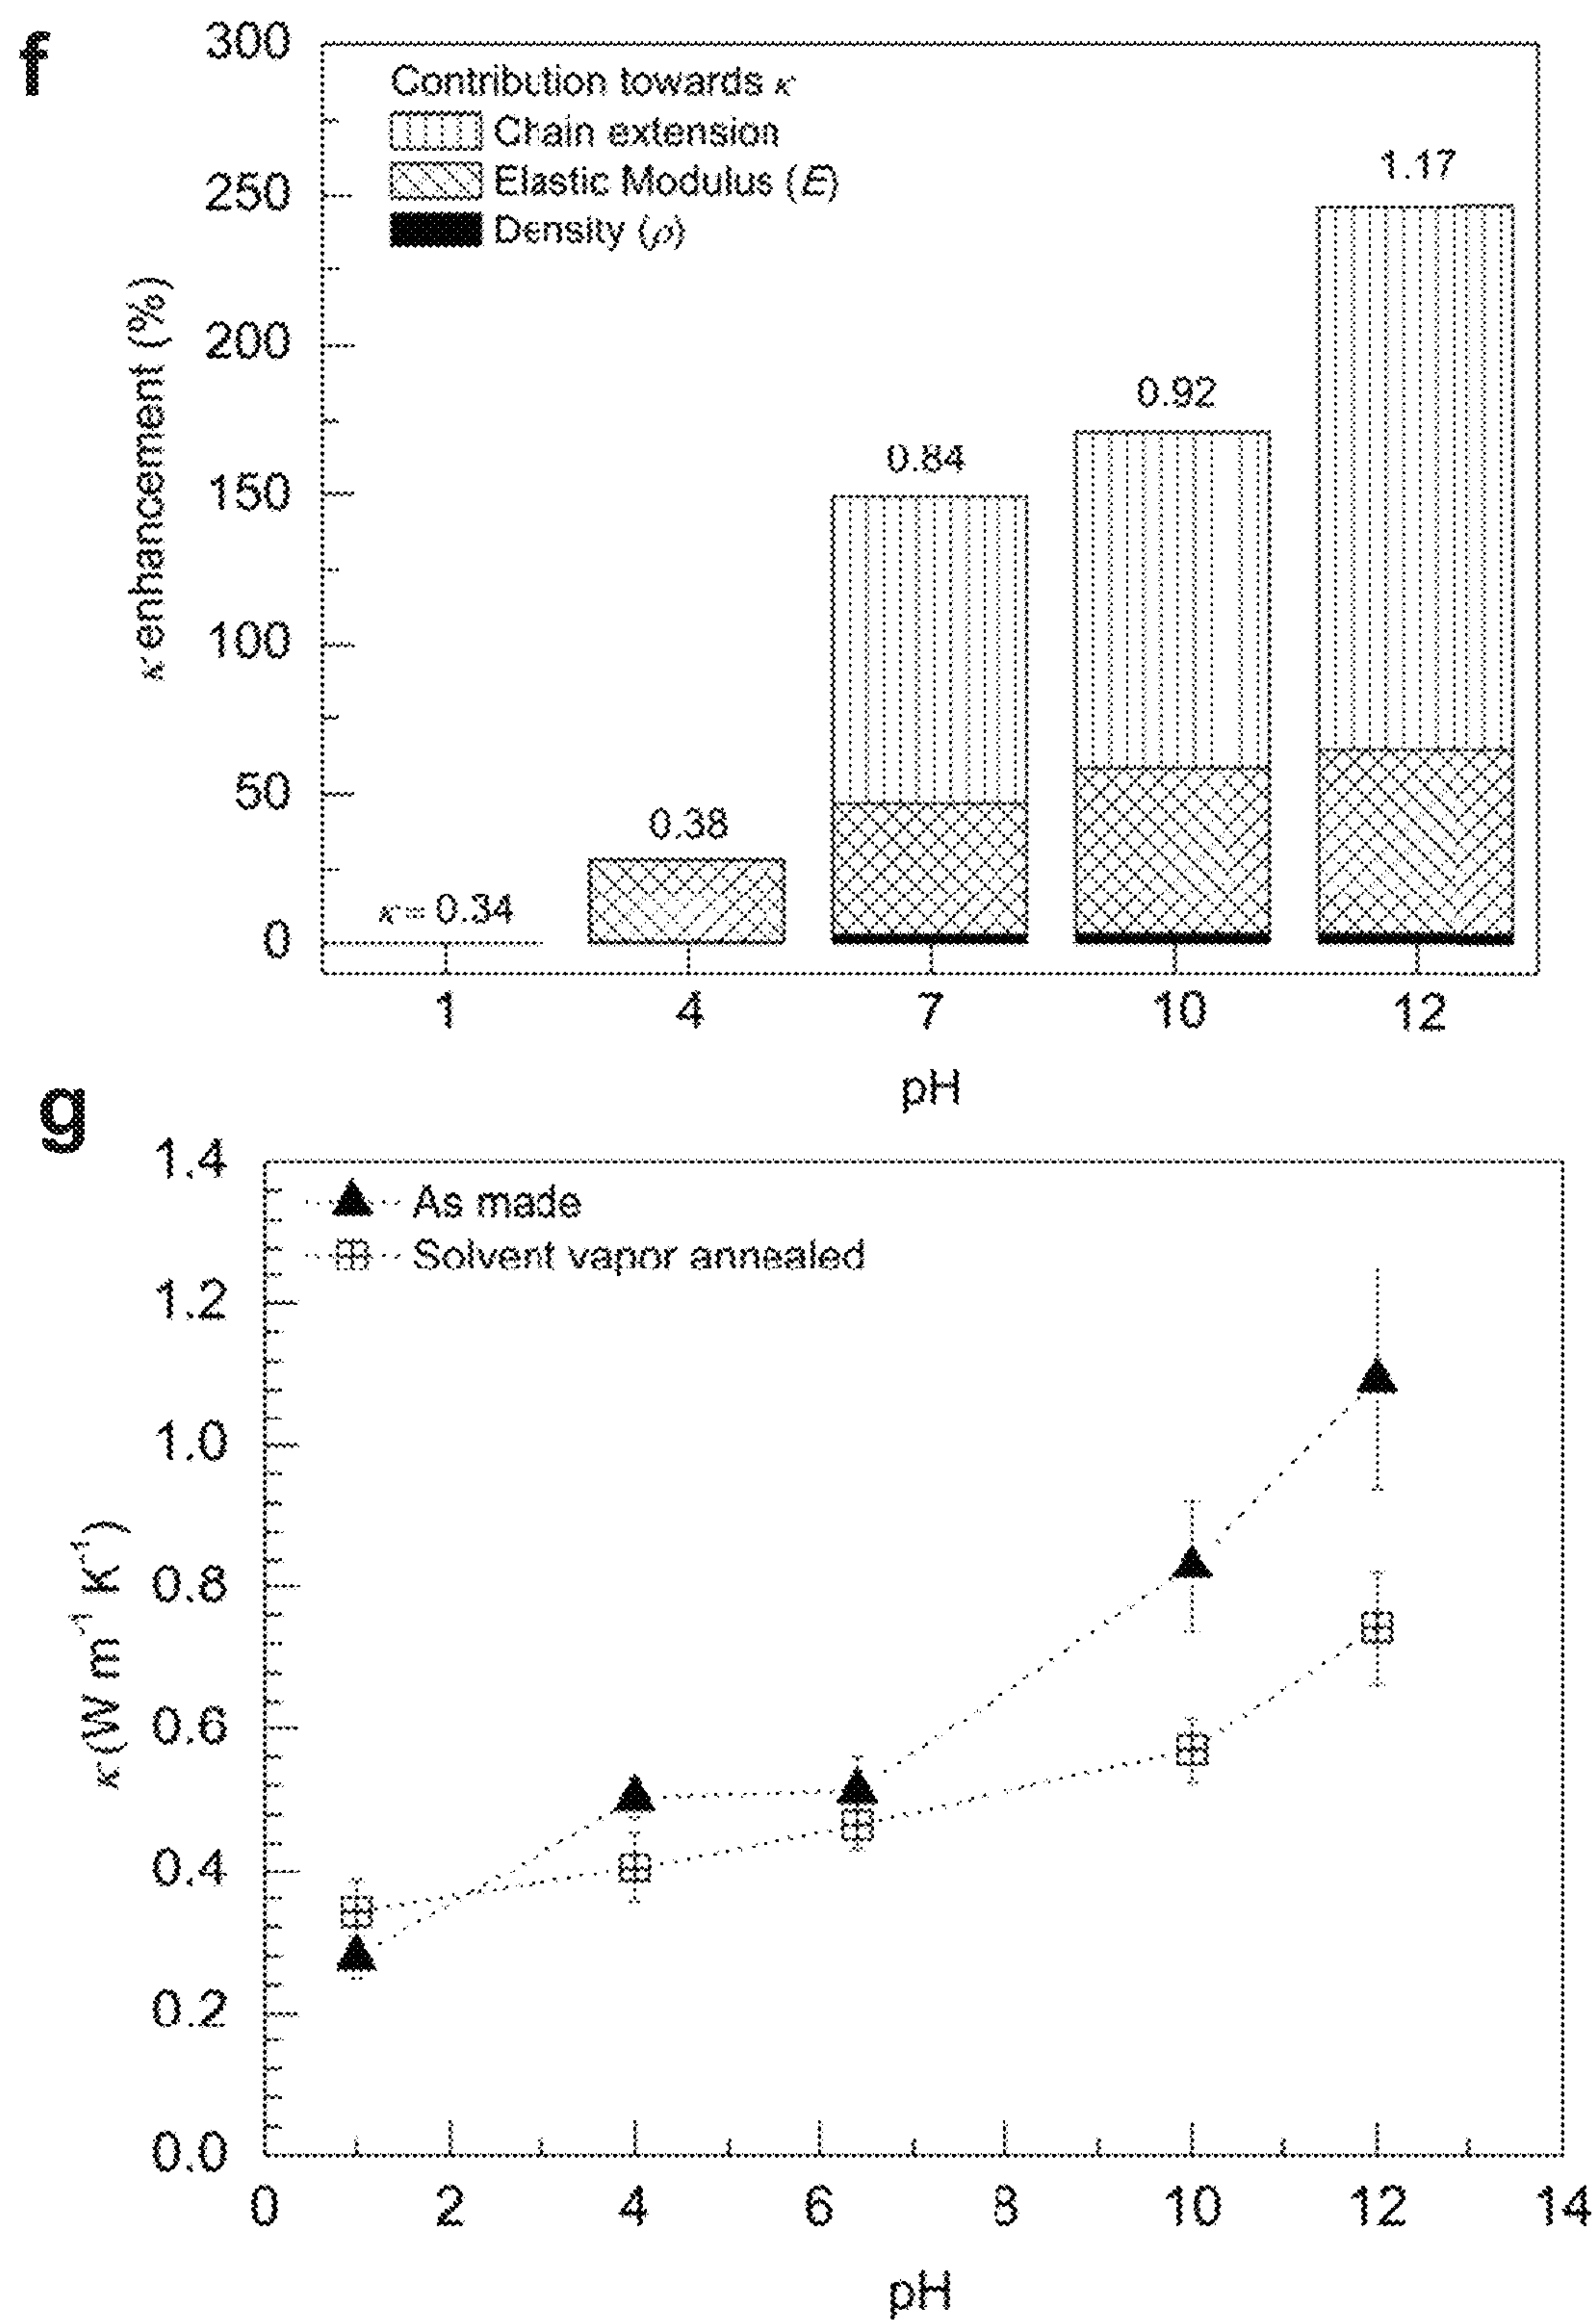 f
300
250
200
150
100
50
0
κ enhancement (%)
Contribution towards κ
Chain extension
Elastic Modulus (E)
Density (ρ)
κ = 0.34
0.38
0.84
0.92
1.17
1 4 7 10 12
pH
g
1.4
1.2
1.0
0.8
0.6
0.4
0.2
0.0
κ (W m⁻¹ K⁻¹)
As made
Solvent vapor annealed
0 2 4 6 8 10 12 14
pH